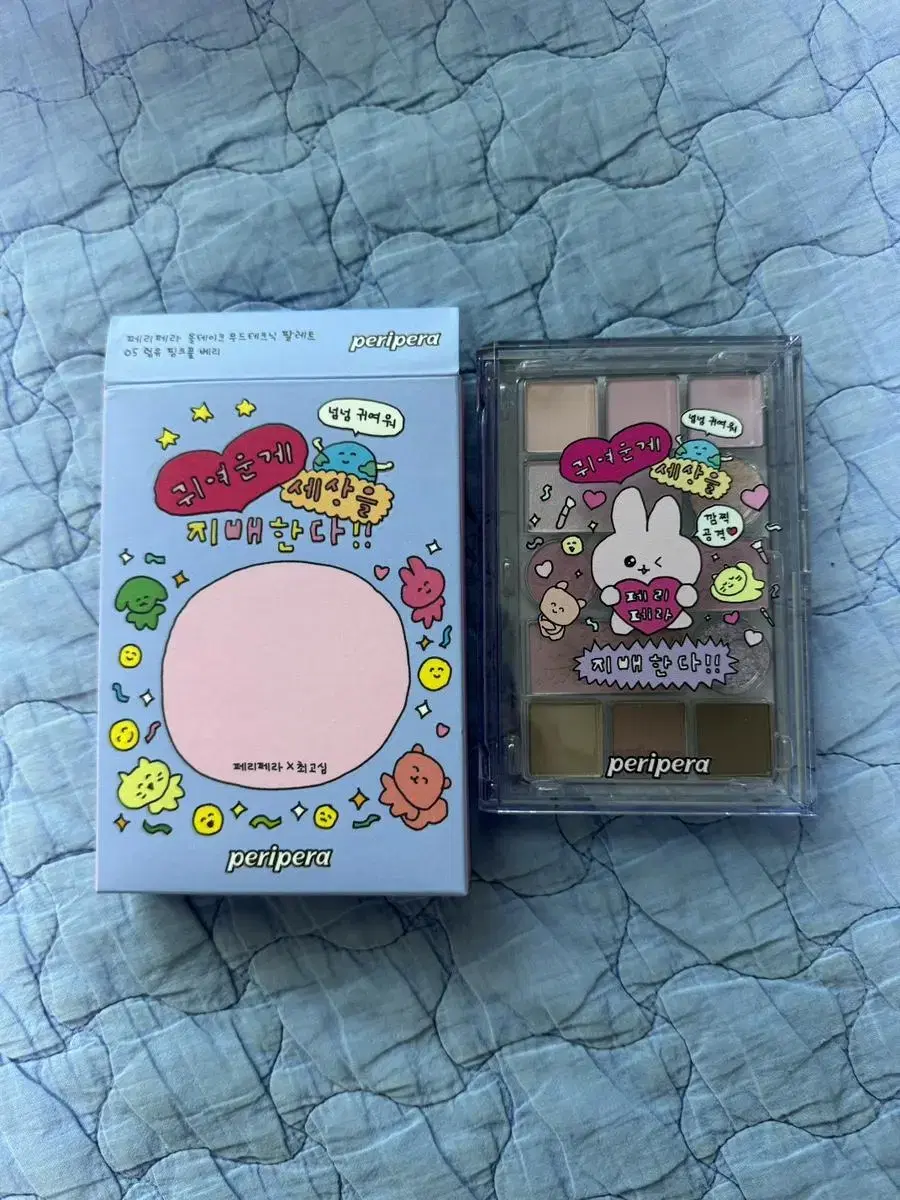 페리페라 올테이크 무드 테크닉 팔레트
05 럽유 핑크꽃 베리
peripera
넘넘 귀여워
귀여운게
세상을
지배한다!!
페리페라 X 최고심
peripera
넘넘 귀여워
귀여운게
세상을
깜찍
공격
페리
페라
지배한다!!
peripera